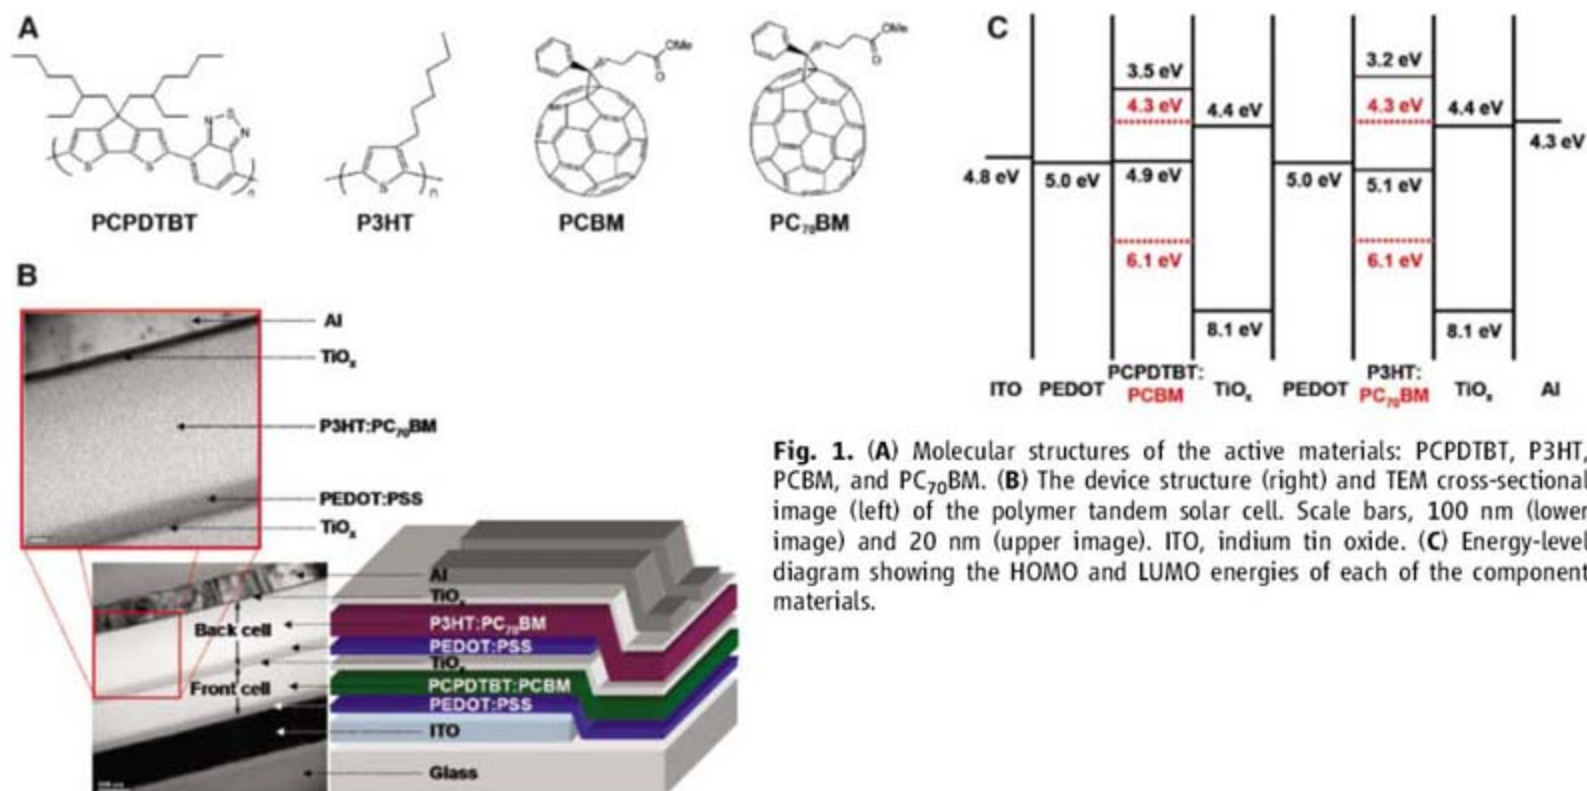 A
OMe
O
N
S
N
S
S
n
PCPDTBT
S
n
P3HT
OMe
O
PCBM
OMe
O
PC₇₀BM
B
Al
TiOₓ
P3HT:PC₇₀BM
PEDOT:PSS
TiOₓ
Al
TiOₓ
Back cell
P3HT:PC₇₀BM
PEDOT:PSS
TiOₓ
Front cell
PCPDTBT:PCBM
PEDOT:PSS
ITO
Glass
C
3.5 eV
3.2 eV
4.3 eV
4.4 eV
4.3 eV
4.4 eV
4.3 eV
4.8 eV
5.0 eV
4.9 eV
5.0 eV
5.1 eV
6.1 eV
6.1 eV
8.1 eV
8.1 eV
ITO PEDOT PCPDTBT: PCBM TiOₓ PEDOT P3HT: PC₇₀BM TiOₓ Al
Fig. 1. (A) Molecular structures of the active materials: PCPDTBT, P3HT,
PCBM, and PC₇₀BM. (B) The device structure (right) and TEM cross-sectional
image (left) of the polymer tandem solar cell. Scale bars, 100 nm (lower
image) and 20 nm (upper image). ITO, indium tin oxide. (C) Energy-level
diagram showing the HOMO and LUMO energies of each of the component
materials.